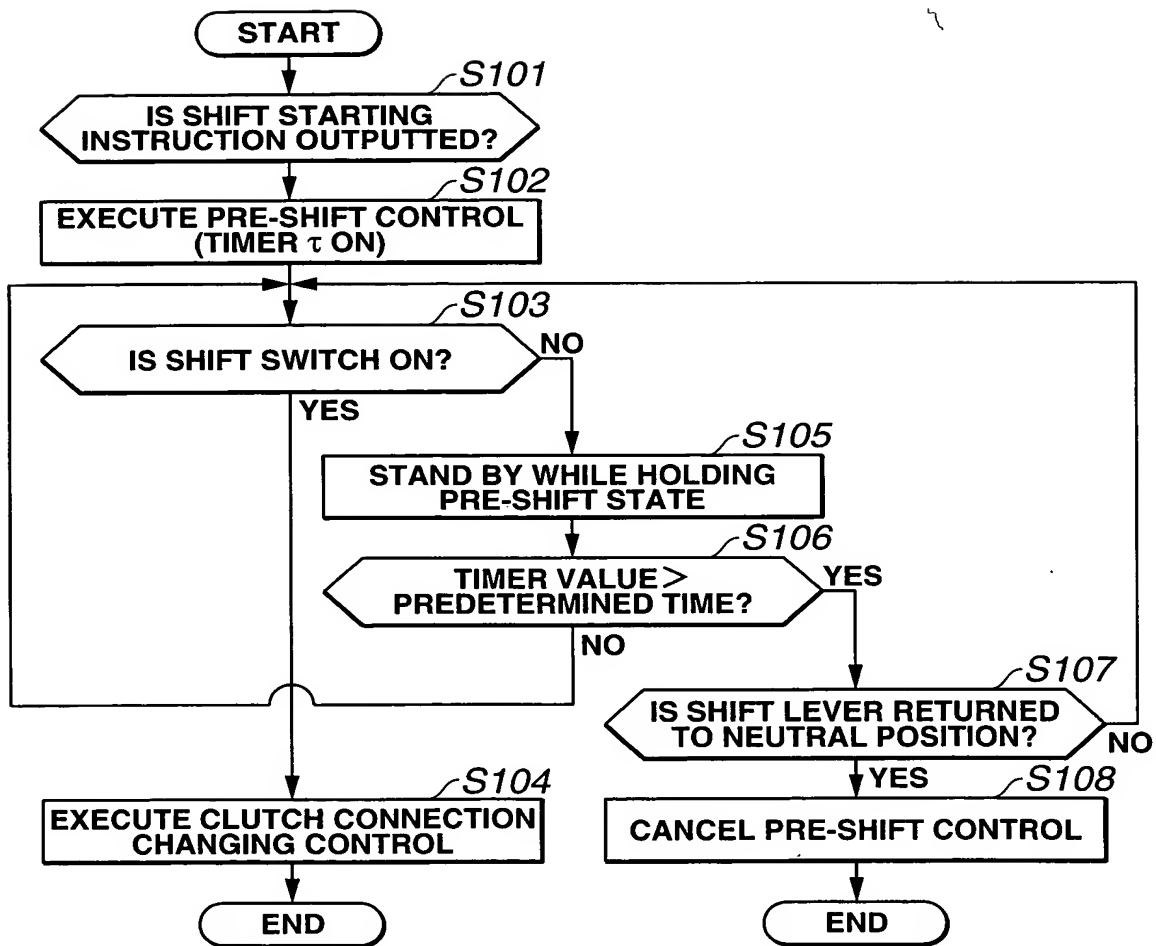 START
S101
IS SHIFT STARTING
INSTRUCTION OUTPUTTED?
S102
EXECUTE PRE-SHIFT CONTROL
(TIMER τ ON)
S103
IS SHIFT SWITCH ON?
NO
YES
S105
STAND BY WHILE HOLDING
PRE-SHIFT STATE
S106
TIMER VALUE >
PREDETERMINED TIME?
YES
NO
S107
IS SHIFT LEVER RETURNED
TO NEUTRAL POSITION?
NO
YES
S104
EXECUTE CLUTCH CONNECTION
CHANGING CONTROL
S108
CANCEL PRE-SHIFT CONTROL
END
END